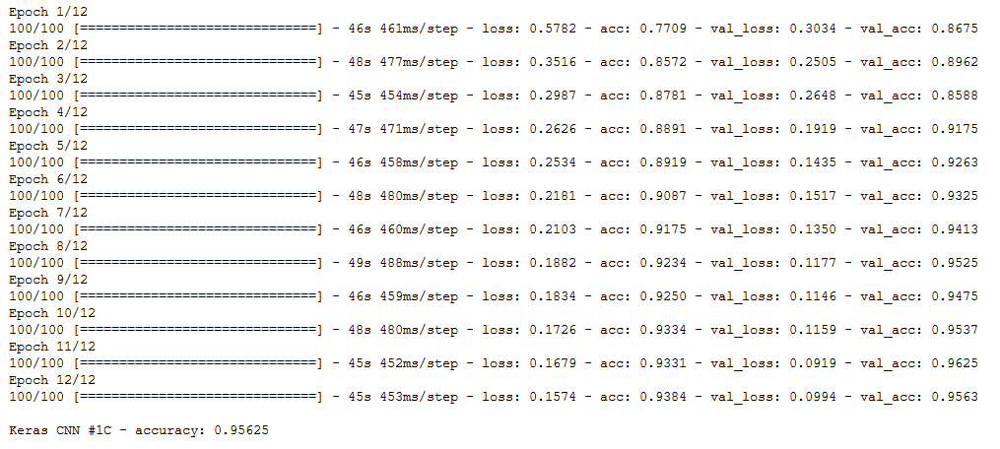 Epoch 1/12
100/100 [==============================] - 46s 461ms/step - loss: 0.5782 - acc: 0.7709 - val_loss: 0.3034 - val_acc: 0.8675
Epoch 2/12
100/100 [==============================] - 48s 477ms/step - loss: 0.3516 - acc: 0.8572 - val_loss: 0.2505 - val_acc: 0.8962
Epoch 3/12
100/100 [==============================] - 45s 454ms/step - loss: 0.2987 - acc: 0.8781 - val_loss: 0.2648 - val_acc: 0.8588
Epoch 4/12
100/100 [==============================] - 47s 471ms/step - loss: 0.2626 - acc: 0.8891 - val_loss: 0.1919 - val_acc: 0.9175
Epoch 5/12
100/100 [==============================] - 46s 458ms/step - loss: 0.2534 - acc: 0.8919 - val_loss: 0.1435 - val_acc: 0.9263
Epoch 6/12
100/100 [==============================] - 48s 480ms/step - loss: 0.2181 - acc: 0.9087 - val_loss: 0.1517 - val_acc: 0.9325
Epoch 7/12
100/100 [==============================] - 46s 460ms/step - loss: 0.2103 - acc: 0.9175 - val_loss: 0.1350 - val_acc: 0.9413
Epoch 8/12
100/100 [==============================] - 49s 488ms/step - loss: 0.1882 - acc: 0.9234 - val_loss: 0.1177 - val_acc: 0.9525
Epoch 9/12
100/100 [==============================] - 46s 459ms/step - loss: 0.1834 - acc: 0.9250 - val_loss: 0.1146 - val_acc: 0.9475
Epoch 10/12
100/100 [==============================] - 48s 480ms/step - loss: 0.1726 - acc: 0.9334 - val_loss: 0.1159 - val_acc: 0.9537
Epoch 11/12
100/100 [==============================] - 45s 452ms/step - loss: 0.1679 - acc: 0.9331 - val_loss: 0.0919 - val_acc: 0.9625
Epoch 12/12
100/100 [==============================] - 45s 453ms/step - loss: 0.1574 - acc: 0.9384 - val_loss: 0.0994 - val_acc: 0.9563
Keras CNN #1C - accuracy: 0.95625